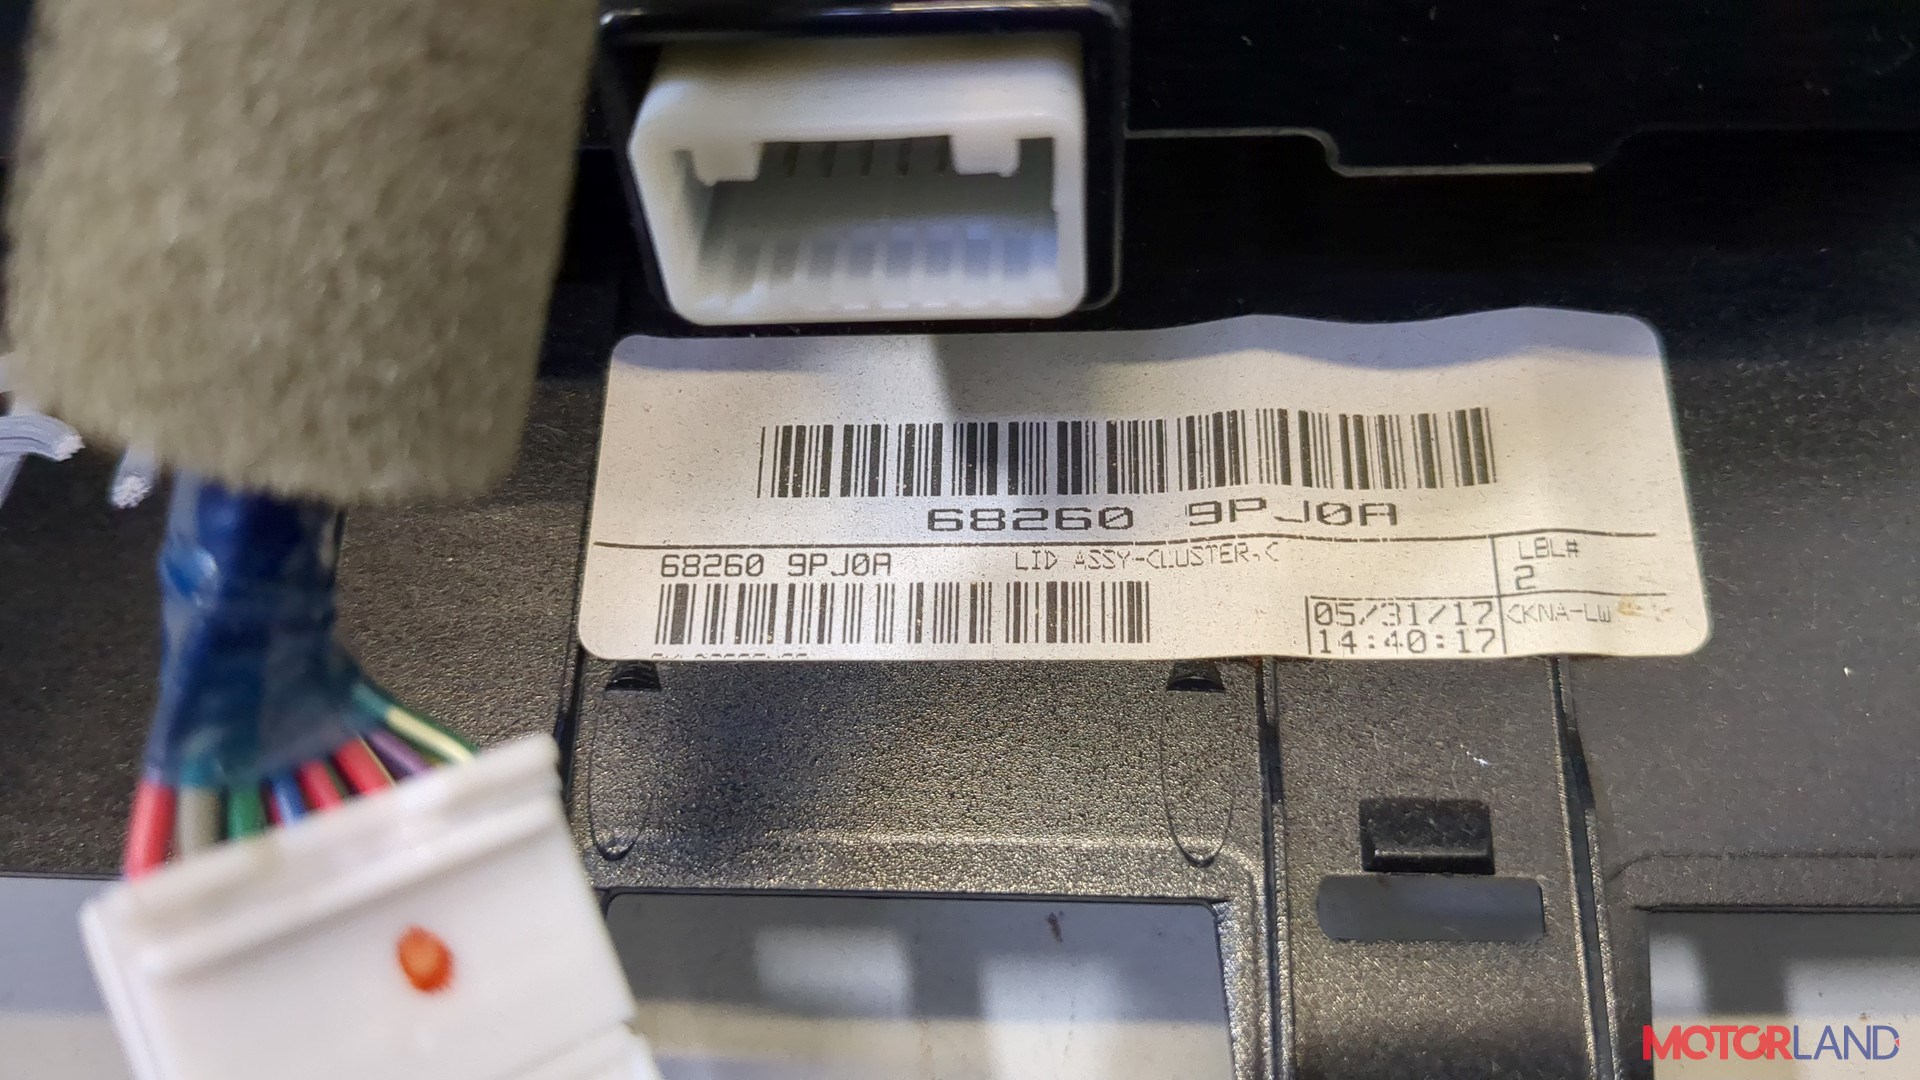 68260 9PJ0A
68260 9PJ0A LID ASSY-CLUSTER,C
LBL#
2
05/31/17 CKNA-LW
14:40:17
MOTORLAND